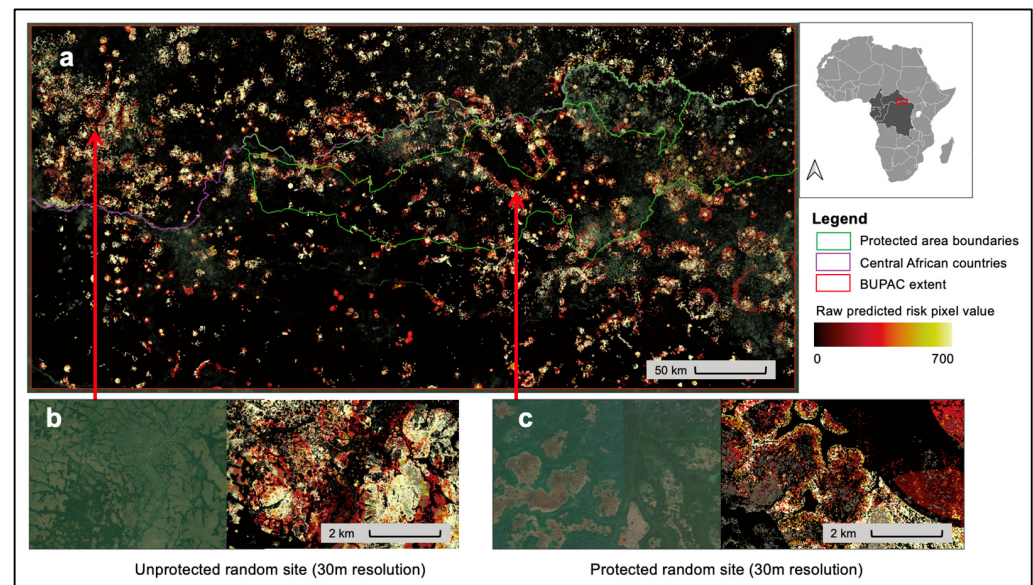 a
50 km
Legend
Protected area boundaries
Central African countries
BUPAC extent
Raw predicted risk pixel value
0 700
b
2 km
c
2 km
Unprotected random site (30m resolution)
Protected random site (30m resolution)